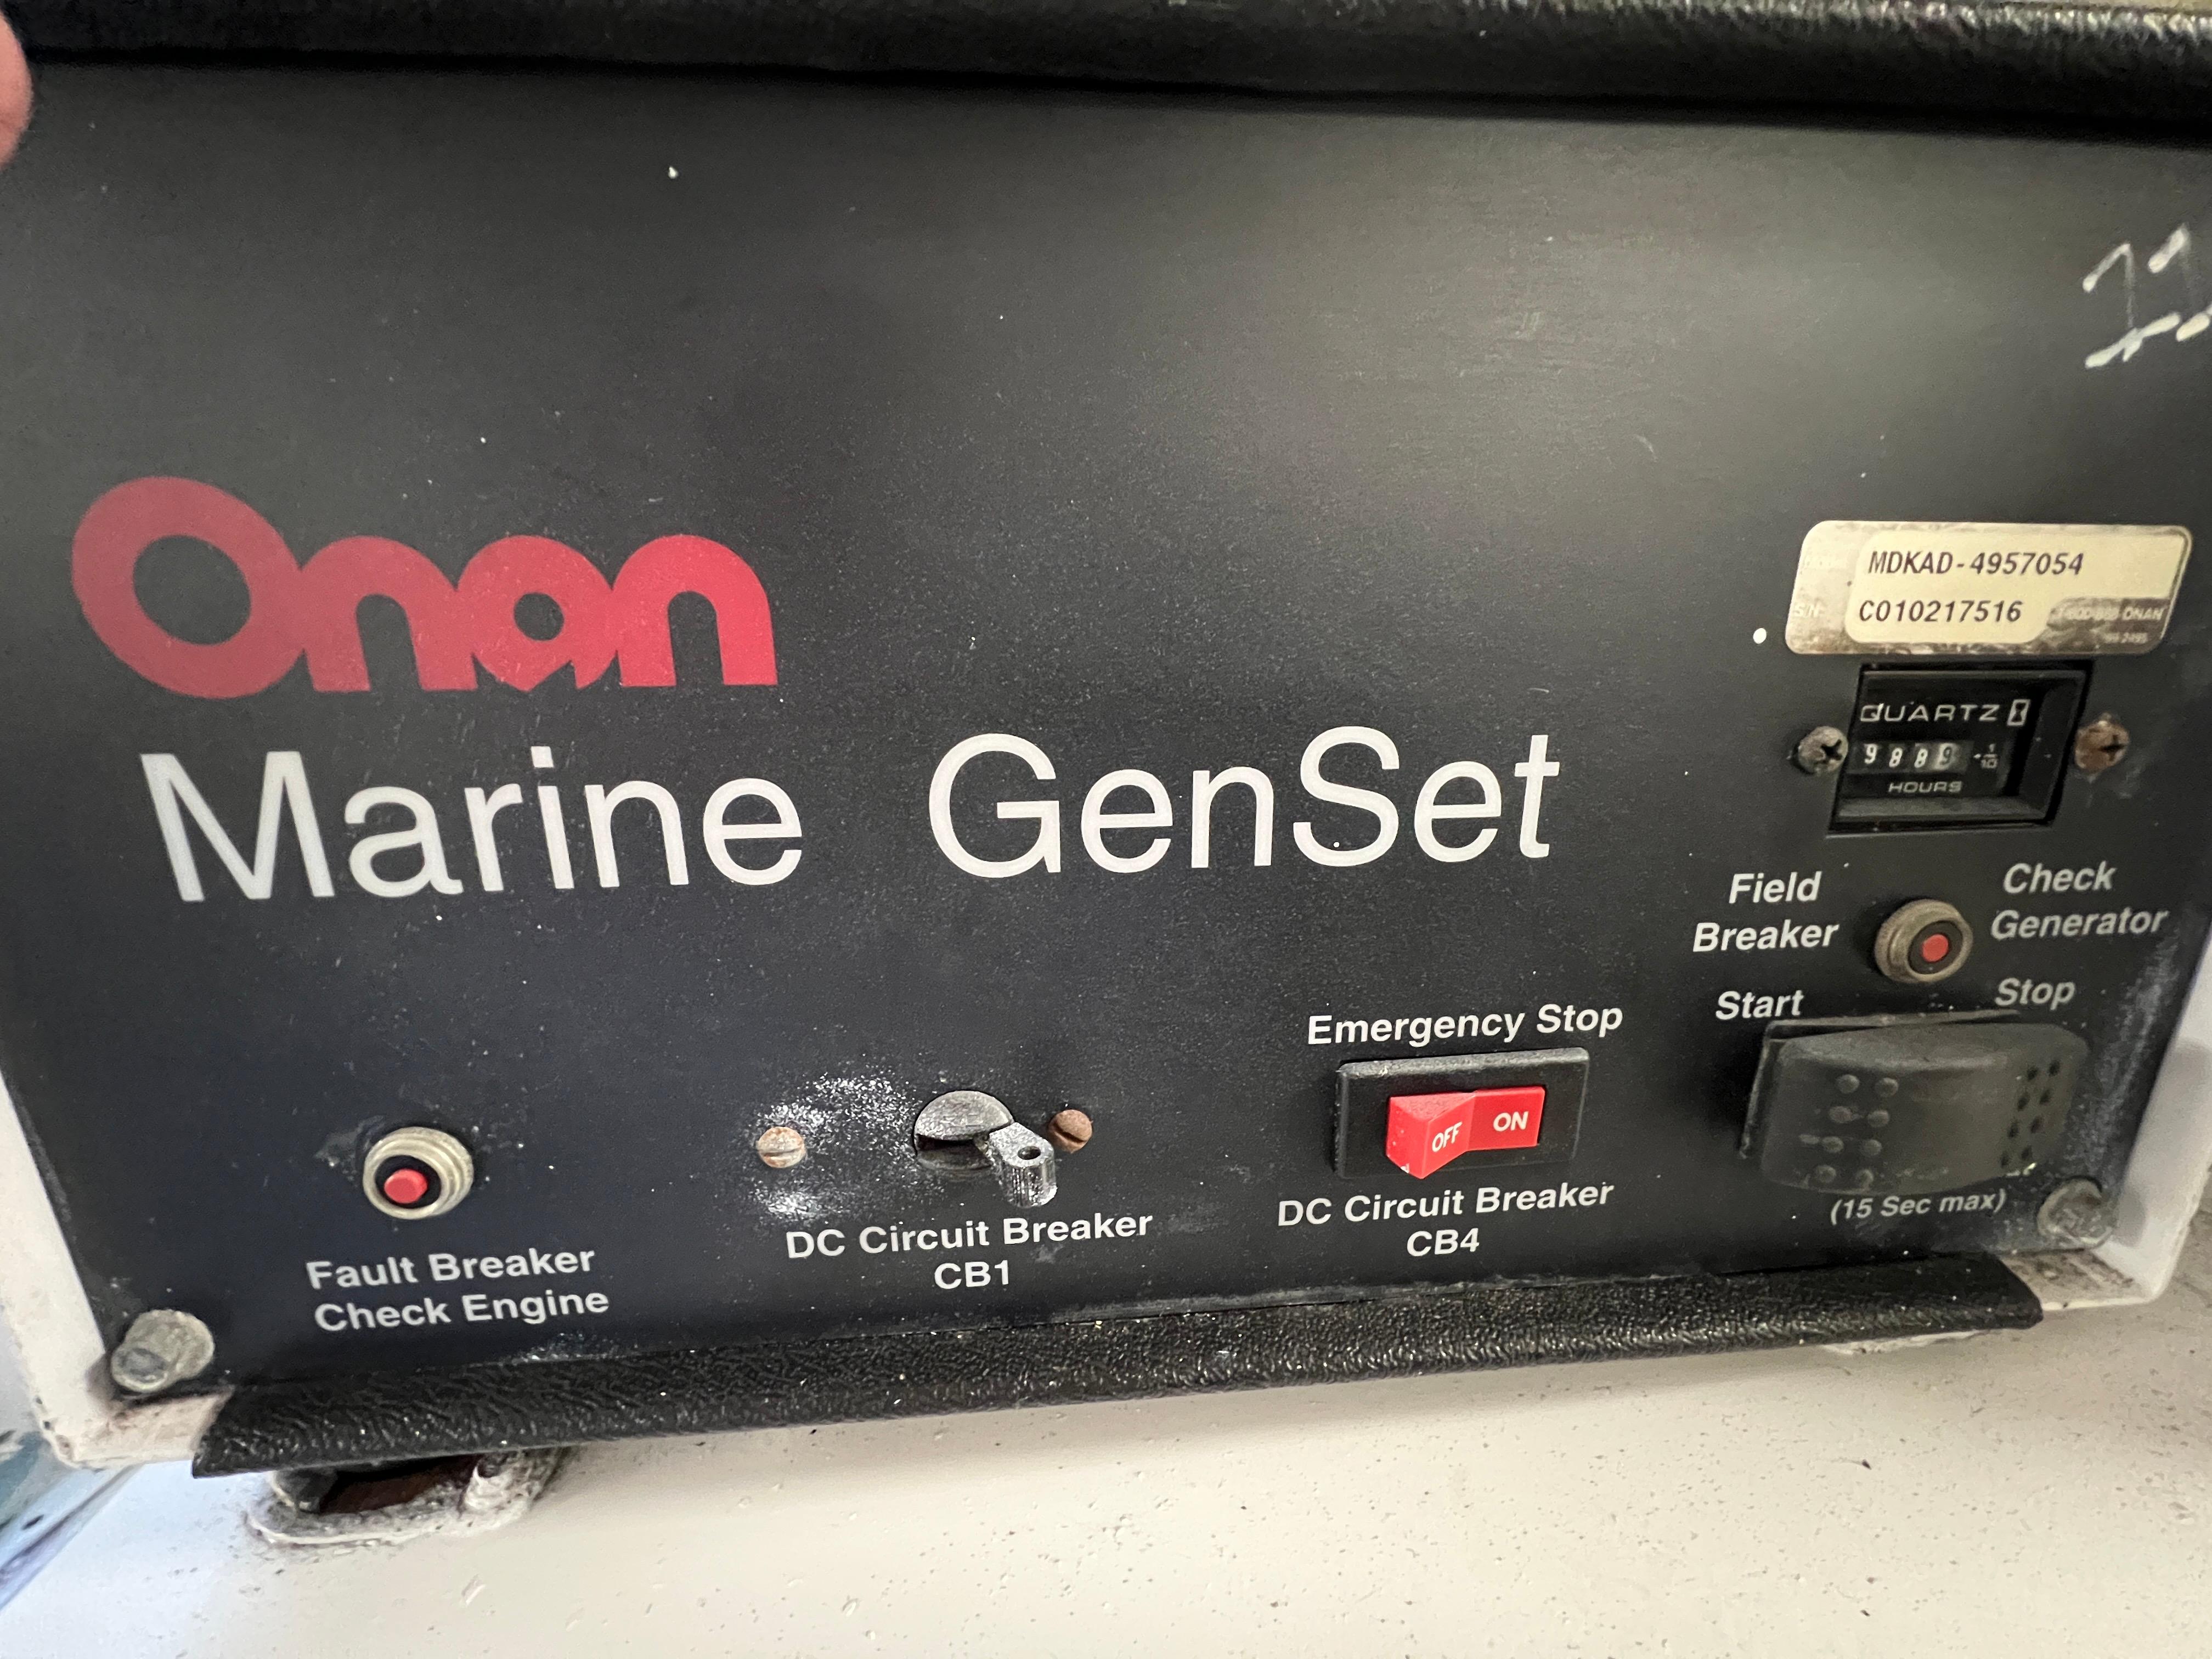 Onan
Marine GenSet
MDKAD-4957054
S/N
C010217516
QUARTZ
9889
HOURS
Field Breaker
Check Generator
Start
Stop
(15 Sec max)
Emergency Stop
OFF ON
DC Circuit Breaker
CB4
DC Circuit Breaker
CB1
Fault Breaker
Check Engine